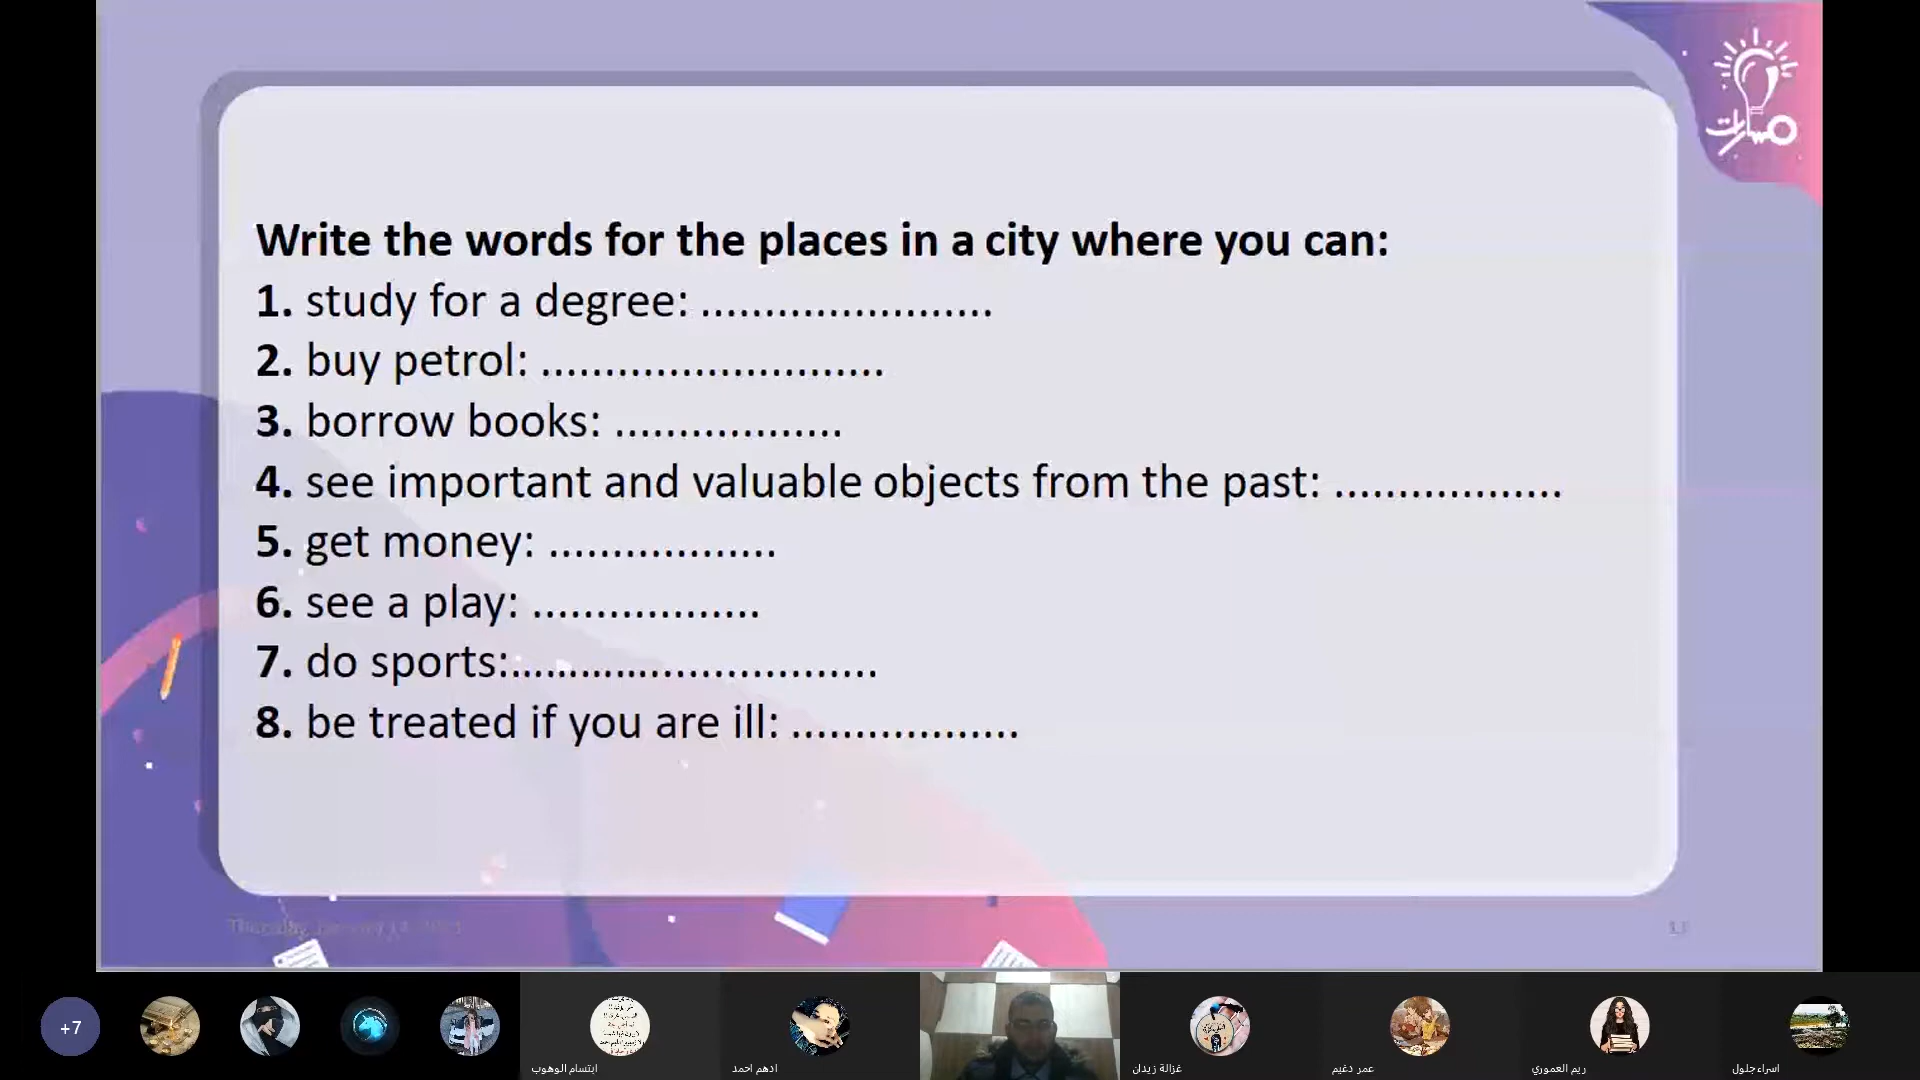 مسارات
Write the words for the places in a city where you can:
1. study for a degree: .......................
2. buy petrol: ...........................
3. borrow books: ..................
4. see important and valuable objects from the past: ..................
5. get money: ..................
6. see a play: ..................
7. do sports:.............................
8. be treated if you are ill: ..................
Thursday,
13
+7
ابتسام الوهوب
ادهم احمد
غزالة زيدان
عمر دغيم
ريم العموري
اسراء جلول